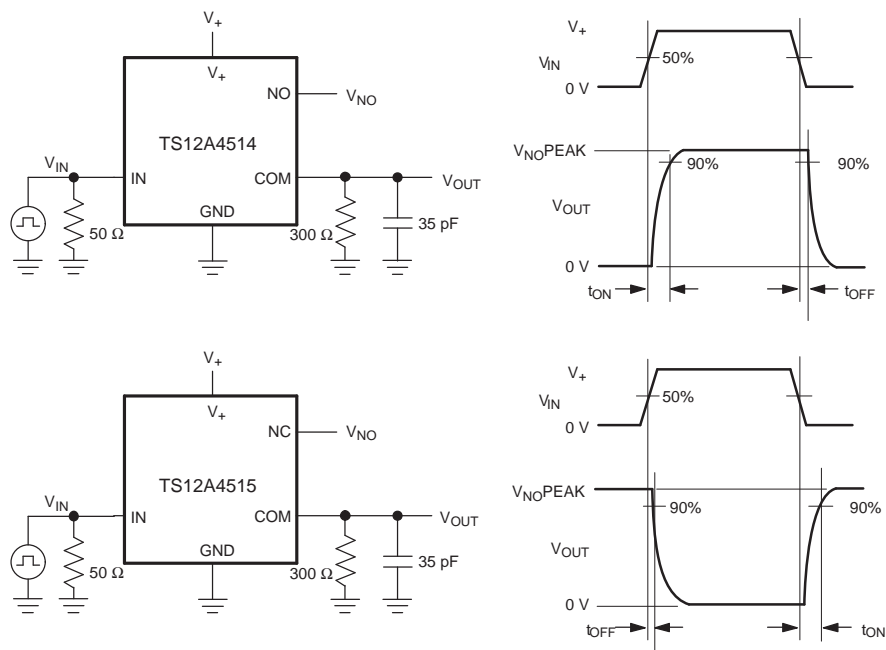 V+
V+
NO
VNO
TS12A4514
VIN
IN
COM
VOUT
GND
50 Ω
300 Ω
35 pF
V+
VIN
50%
0 V
VNOPEAK
90%
90%
VOUT
0 V
tON
tOFF
V+
V+
NC
VNO
TS12A4515
VIN
IN
COM
VOUT
GND
50 Ω
300 Ω
35 pF
V+
VIN
50%
0 V
VNOPEAK
90%
90%
VOUT
0 V
tOFF
tON